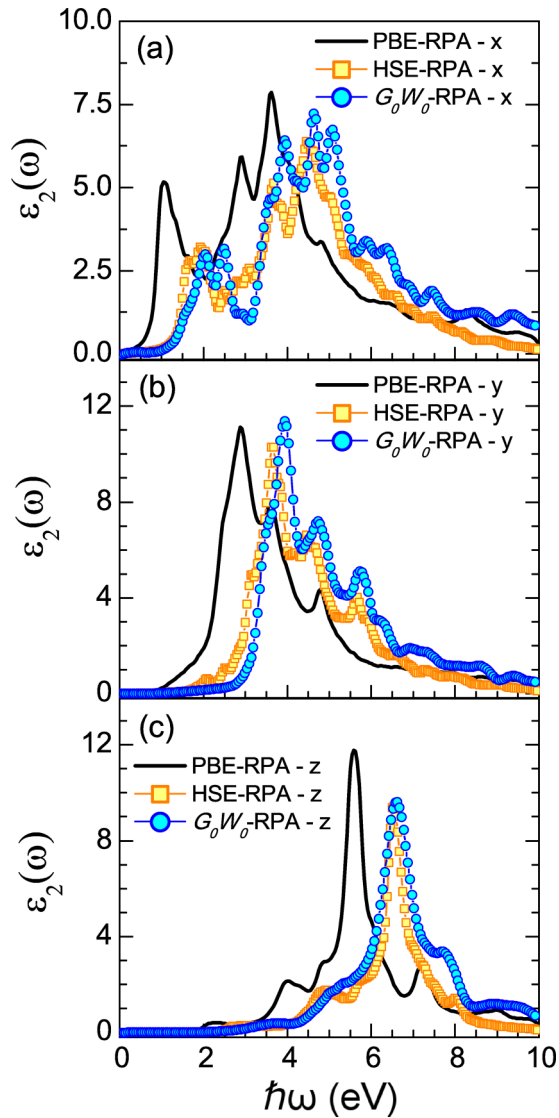 (a)
PBE-RPA - x
HSE-RPA - x
G₀W₀-RPA - x
ε₂(ω)
10
7.5
5.0
2.5
0.0
(b)
PBE-RPA - y
HSE-RPA - y
G₀W₀-RPA - y
ε₂(ω)
12
8
4
0
(c)
PBE-RPA - z
HSE-RPA - z
G₀W₀-RPA - z
ε₂(ω)
12
8
4
0
0 2 4 6 8 10
ℏω (eV)